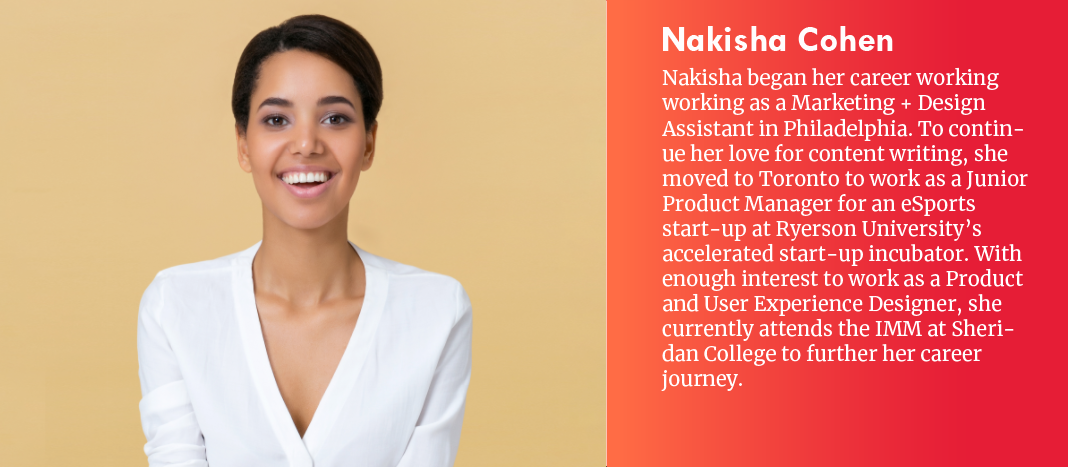 Nakisha Cohen
Nakisha began her career working
working as a Marketing + Design
Assistant in Philadelphia. To contin-
ue her love for content writing, she
moved to Toronto to work as a Junior
Product Manager for an eSports
start-up at Ryerson University’s
accelerated start-up incubator. With
enough interest to work as a Product
and User Experience Designer, she
currently attends the IMM at Sheri-
dan College to further her career
journey.